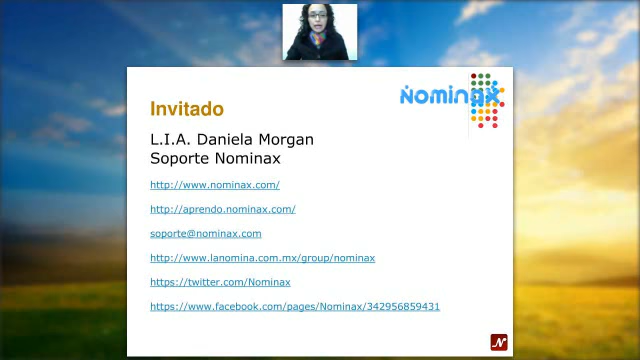 Nominax
Invitado
L.I.A. Daniela Morgan
Soporte Nominax
http://www.nominax.com/
http://aprendo.nominax.com/
soporte@nominax.com
http://www.lanomina.com.mx/group/nominax
https://twitter.com/Nominax
https://www.facebook.com/pages/Nominax/342956859431
N